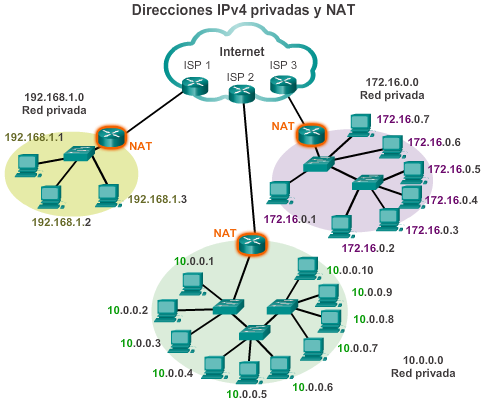 Direcciones IPv4 privadas y NAT
Internet
ISP 1
ISP 2
ISP 3
192.168.1.0
Red privada
192.168.1.1
NAT
192.168.1.3
192.168.1.2
172.16.0.0
Red privada
NAT
172.16.0.7
172.16.0.6
172.16.0.5
172.16.0.4
172.16.0.3
172.16.0.2
172.16.0.1
NAT
10.0.0.1
10.0.0.2
10.0.0.3
10.0.0.4
10.0.0.5
10.0.0.6
10.0.0.7
10.0.0.8
10.0.0.9
10.0.0.10
10.0.0.0
Red privada